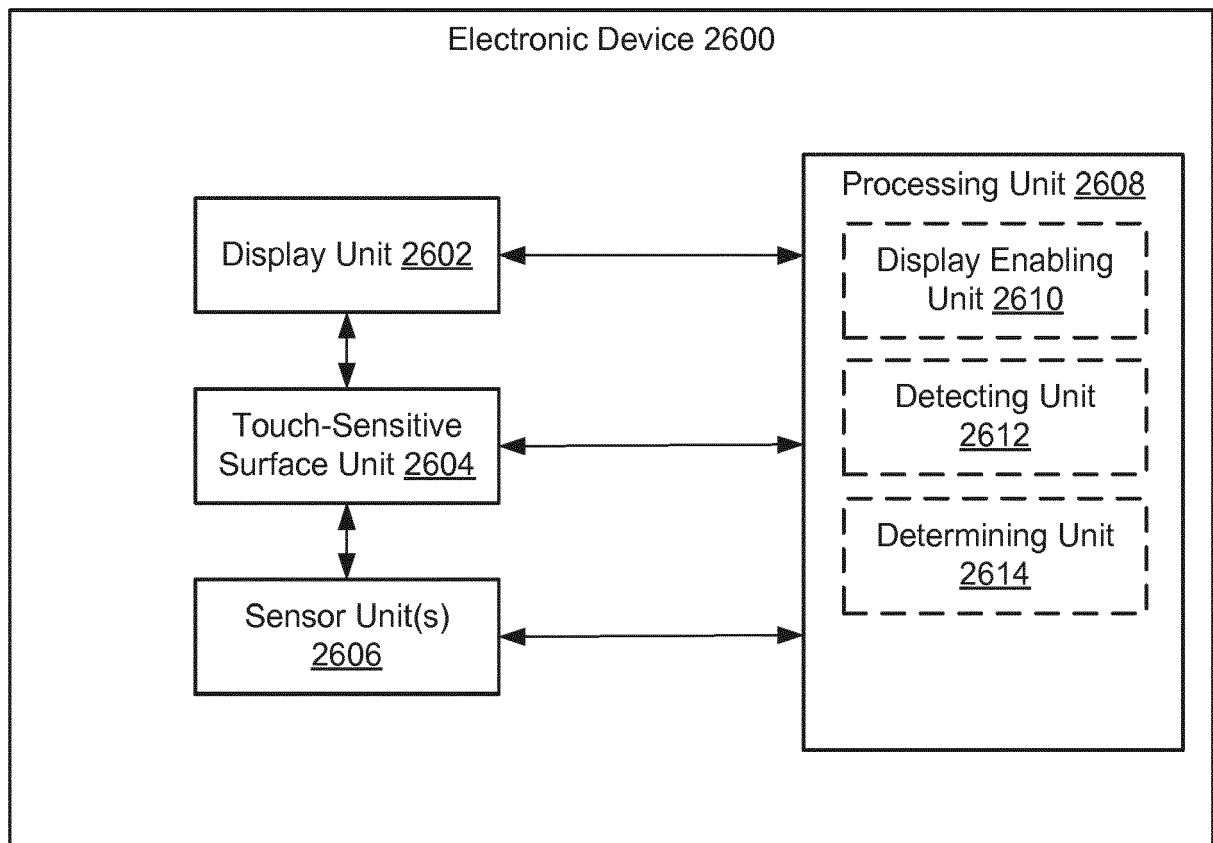 Electronic Device 2600
Display Unit 2602
Touch-Sensitive
Surface Unit 2604
Sensor Unit(s)
2606
Processing Unit 2608
Display Enabling
Unit 2610
Detecting Unit
2612
Determining Unit
2614